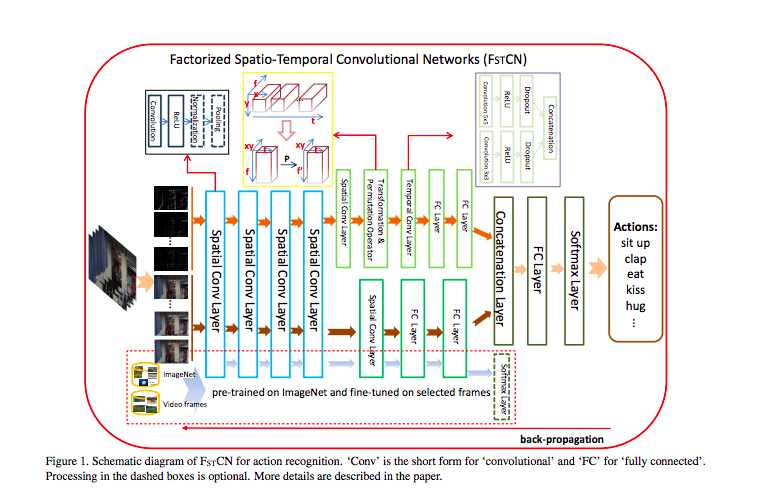 Factorized Spatio-Temporal Convolutional Networks (FSTCN)
Convolution
ReLU
Normalization
Pooling
f
x
y
t
xy
f
P
xy
f'
Convolution 5x5
ReLU
Dropout
Convolution 3x3
ReLU
Dropout
Concatenation
Spatial Conv Layer
Spatial Conv Layer
Spatial Conv Layer
Spatial Conv Layer
Spatial Conv Layer
Transformation &
Permutation Operator
Temporal Conv Layer
FC Layer
FC Layer
Spatial Conv Layer
FC Layer
FC Layer
Concatenation Layer
FC Layer
Softmax Layer
Actions:
sit up
clap
eat
kiss
hug
...
ImageNet
Video frames
pre-trained on ImageNet and fine-tuned on selected frames
Softmax Layer
back-propagation
Figure 1. Schematic diagram of FSTCN for action recognition. ‘Conv’ is the short form for ‘convolutional’ and ‘FC’ for ‘fully connected’.
Processing in the dashed boxes is optional. More details are described in the paper.